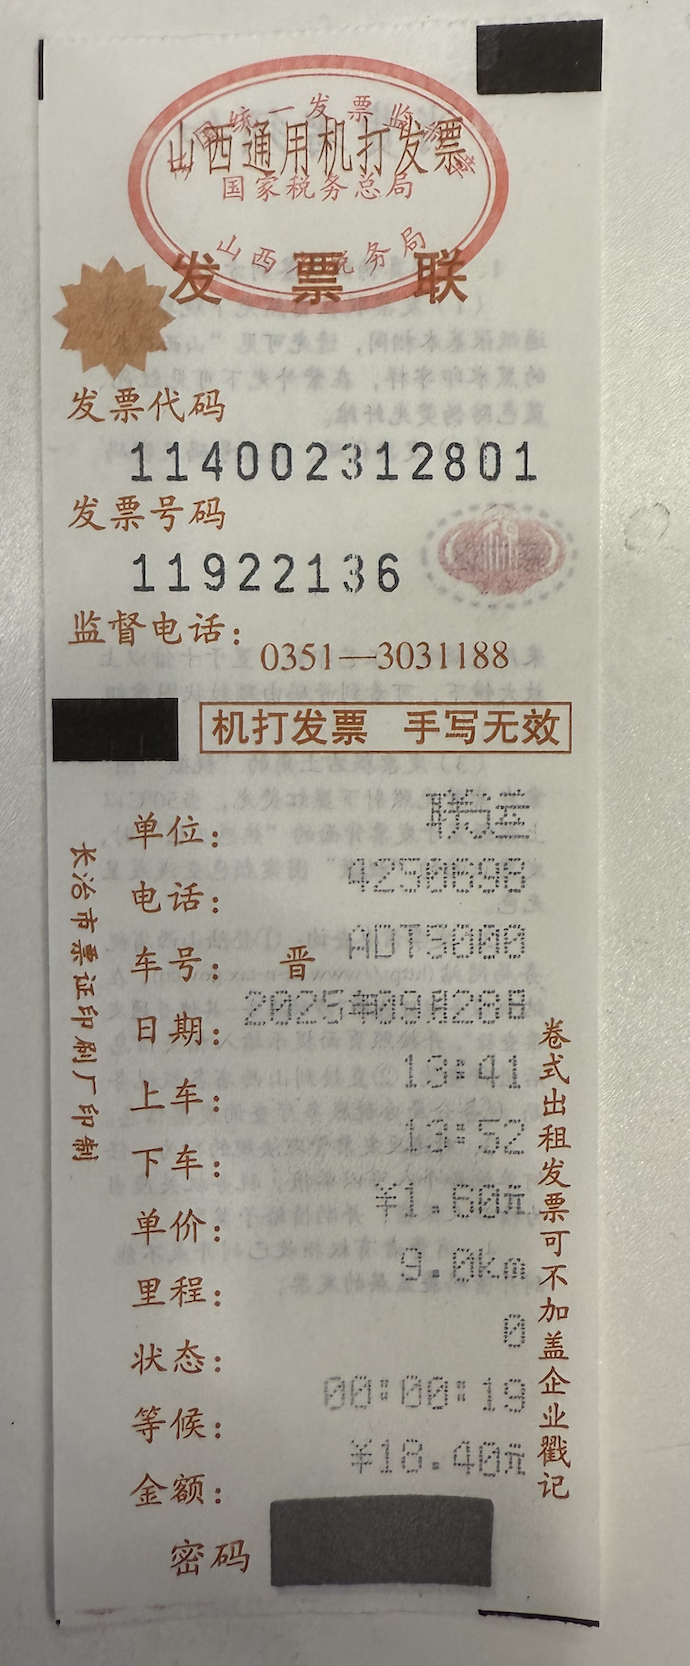 全国统一发票监制章
山西通用机打发票
国家税务总局
山西省税务局
发票联
发票代码
114002312801
发票号码
11922136
监督电话:
0351—3031188
机打发票 手写无效
单位: 联运
电话: 4250698
车号: 晋 ADT5000
日期: 2025年09月28日
上车: 13:41
下车: 13:52
单价: ¥1.60元
里程: 9.0km
状态: 0
等候: 00:00:19
金额: ¥18.40元
密码
长治市票证印刷厂印制
卷式出租发票可不加盖企业戳记